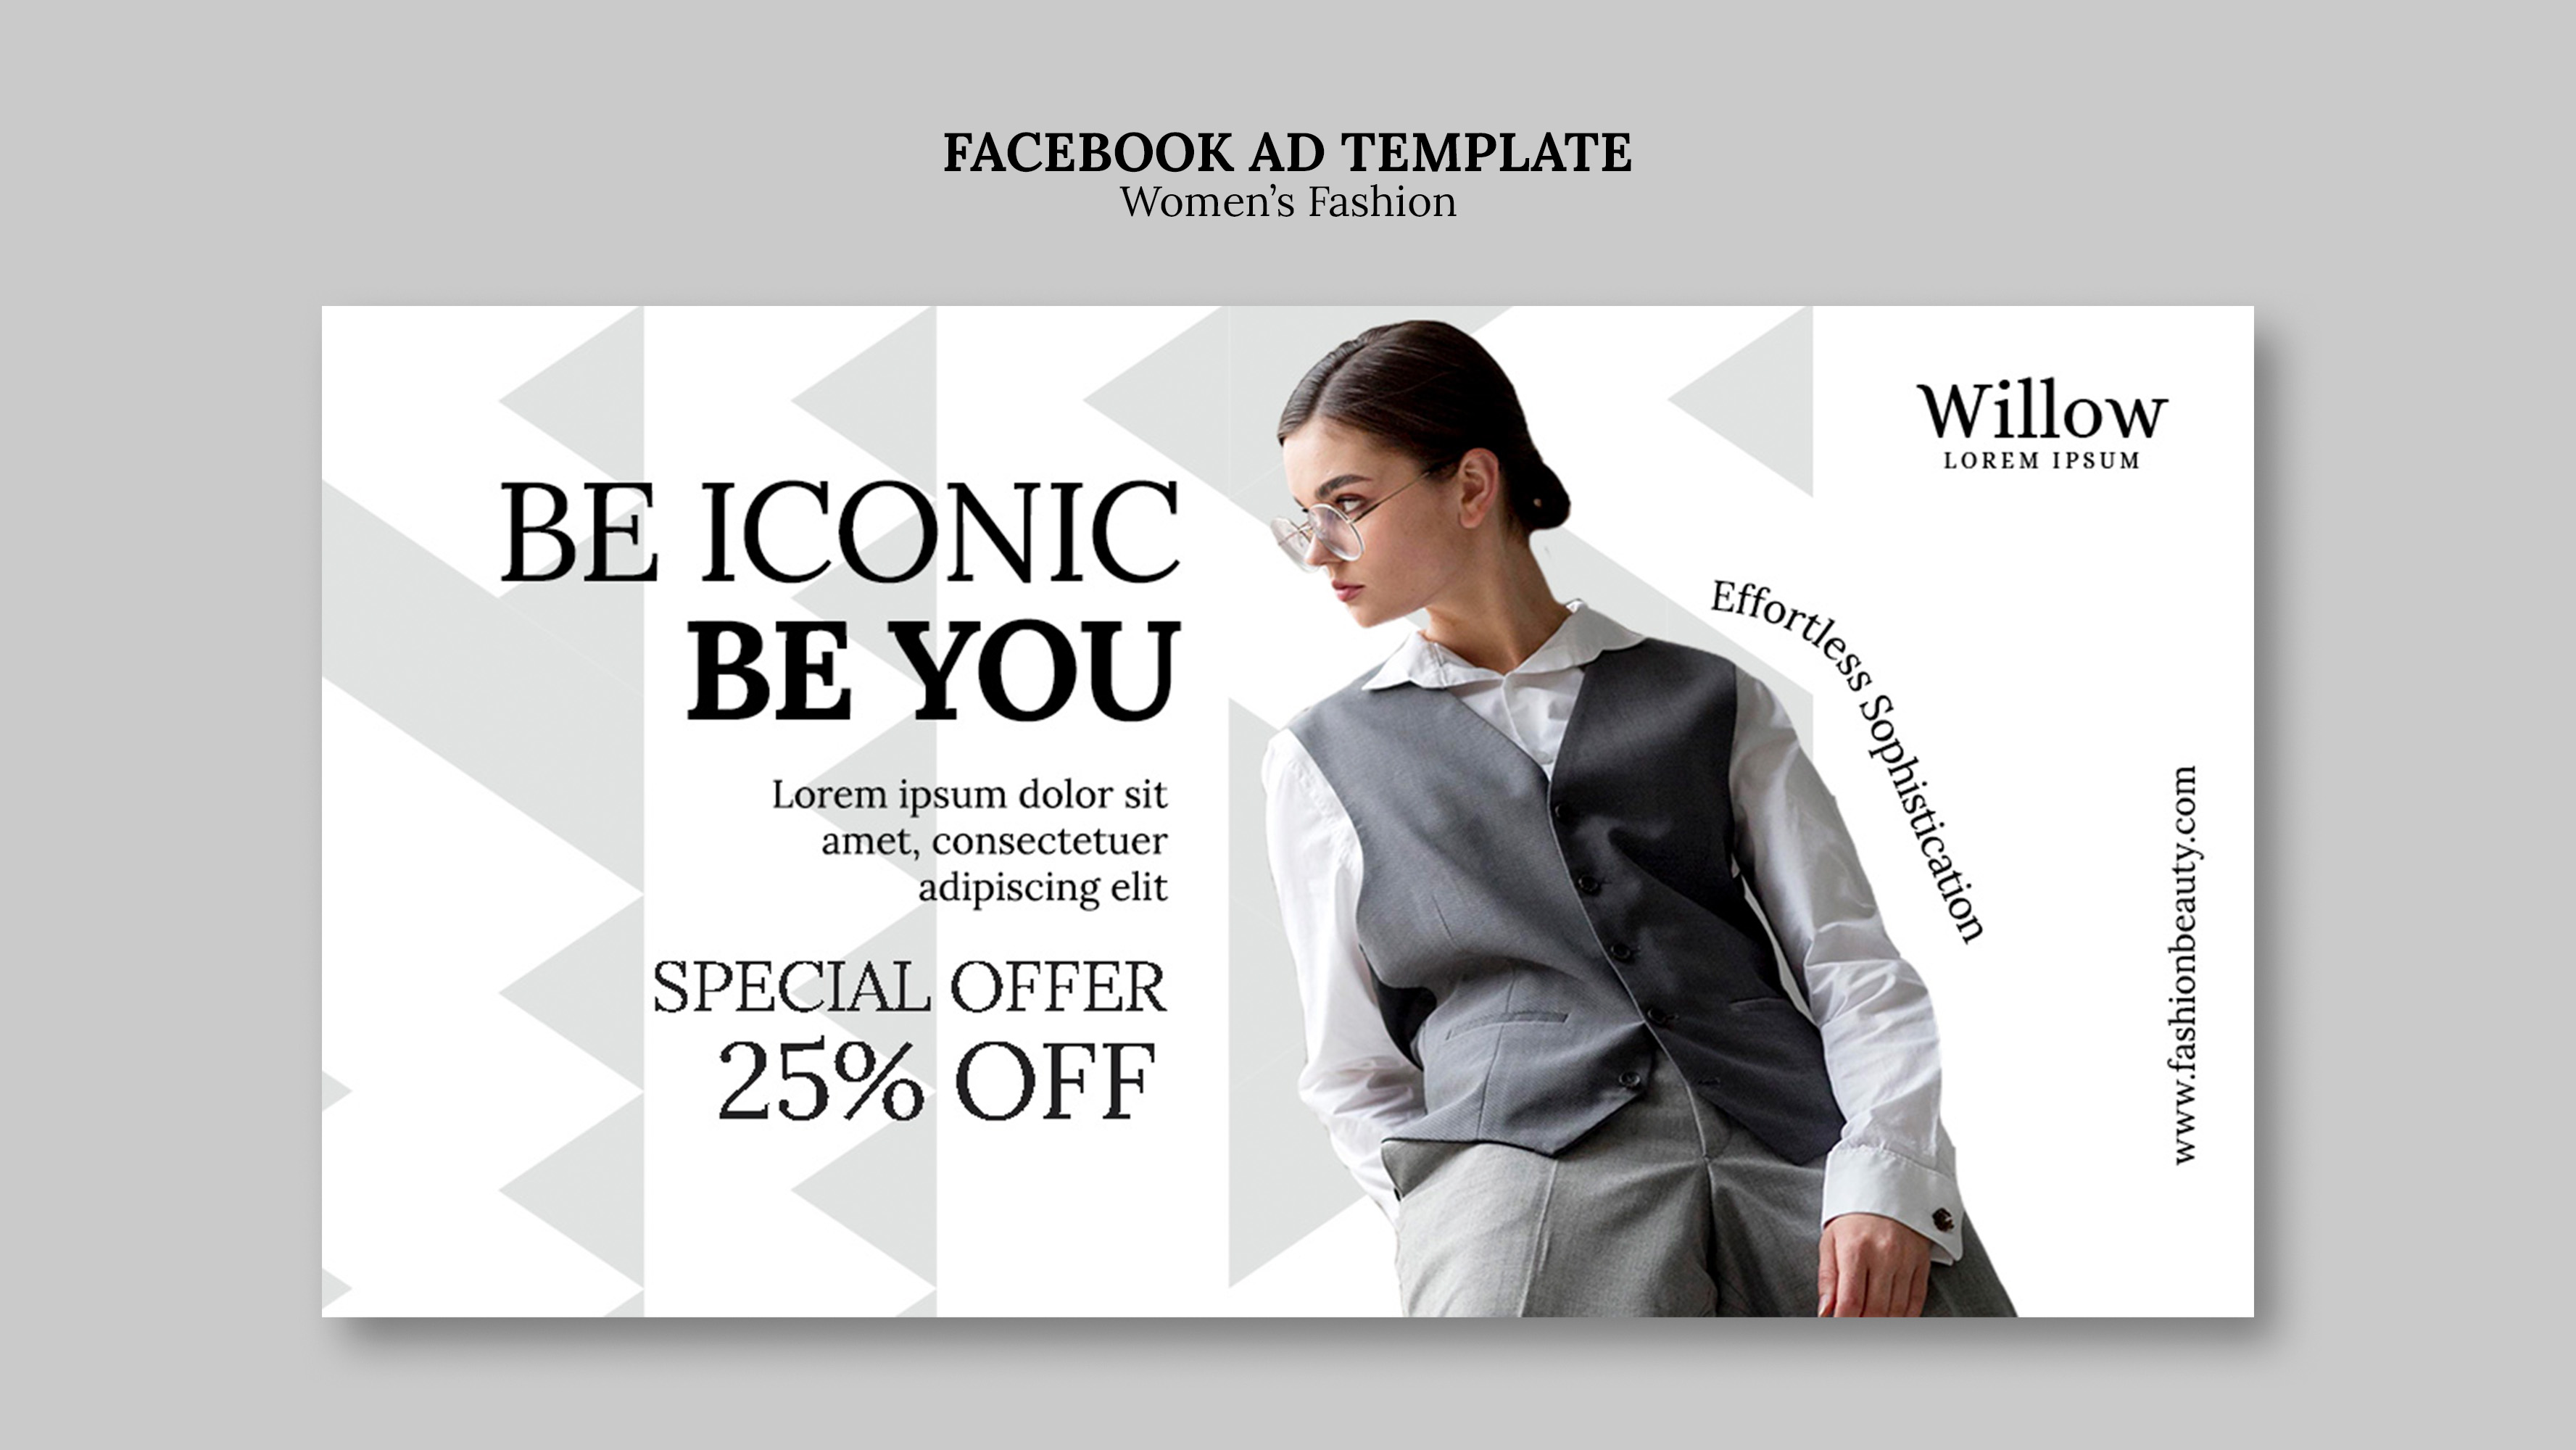 FACEBOOK AD TEMPLATE
Women’s Fashion
Willow
LOREM IPSUM
BE ICONIC
BE YOU
Lorem ipsum dolor sit
amet, consectetuer
adipiscing elit
SPECIAL OFFER
25% OFF
Effortless Sophistication
www.fashionbeauty.com